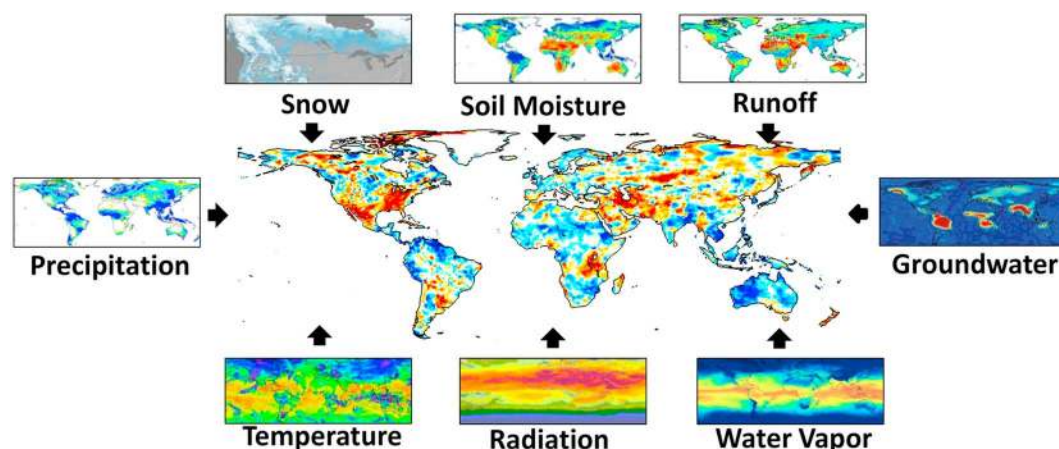 Snow
Soil Moisture
Runoff
Precipitation
Groundwater
Temperature
Radiation
Water Vapor